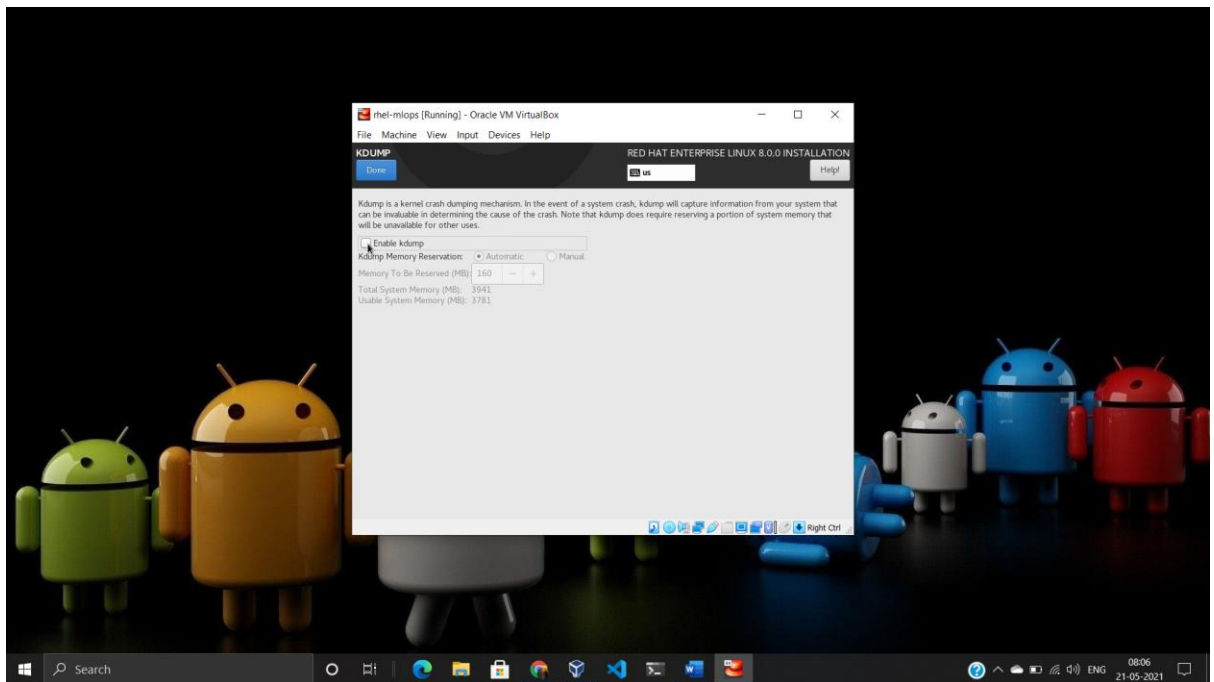 rhel-mlops [Running] - Oracle VM VirtualBox
File Machine View Input Devices Help
KDUMP
RED HAT ENTERPRISE LINUX 8.0.0 INSTALLATION
Done
us
Help!
Kdump is a kernel crash dumping mechanism. In the event of a system crash, kdump will capture information from your system that
can be invaluable in determining the cause of the crash. Note that kdump does require reserving a portion of system memory that
will be unavailable for other uses.
Enable kdump
Kdump Memory Reservation: Automatic Manual
Memory To Be Reserved (MB): 160 - +
Total System Memory (MB): 3941
Usable System Memory (MB): 3781
Right Ctrl
Search
ENG
08:06
21-05-2021